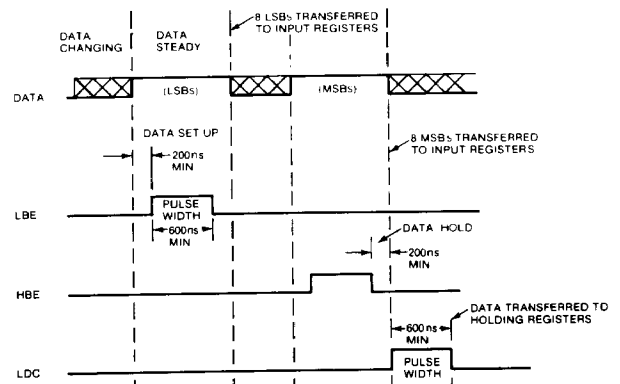 8 LSBs TRANSFERRED
TO INPUT REGISTERS
DATA
CHANGING
DATA
STEADY
DATA
(LSBs)
(MSBs)
DATA SET UP
200ns
MIN
8 MSBs TRANSFERRED
TO INPUT REGISTERS
LBE
PULSE
WIDTH
600ns
MIN
DATA HOLD
200ns
MIN
HBE
DATA TRANSFERRED TO
HOLDING REGISTERS
600ns
MIN
LDC
PULSE
WIDTH